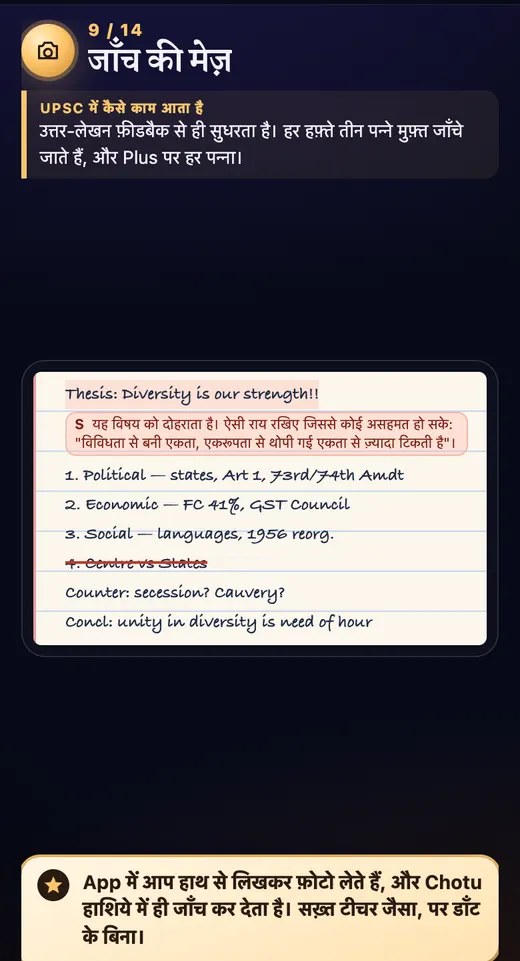 9 / 14
जाँच की मेज़
UPSC में कैसे काम आता है
उत्तर-लेखन फ़ीडबैक से ही सुधरता है। हर हफ़्ते तीन पन्ने मुफ़्त जाँचे
जाते हैं, और Plus पर हर पन्ना।
Thesis: Diversity is our strength!!
S यह विषय को दोहराता है। ऐसी राय रखिए जिससे कोई असहमत हो सके:
"विविधता से बनी एकता, एकरूपता से थोपी गई एकता से ज़्यादा टिकती है"।
1. Political — states, Art 1, 73rd/74th Amdt
2. Economic — FC 41%, GST Council
3. Social — languages, 1956 reorg.
4. Centre vs States
Counter: secession? Cauvery?
Concl: unity in diversity is need of hour
App में आप हाथ से लिखकर फ़ोटो लेते हैं, और Chotu
हाशिये में ही जाँच कर देता है। सख़्त टीचर जैसा, पर डाँट
के बिना।